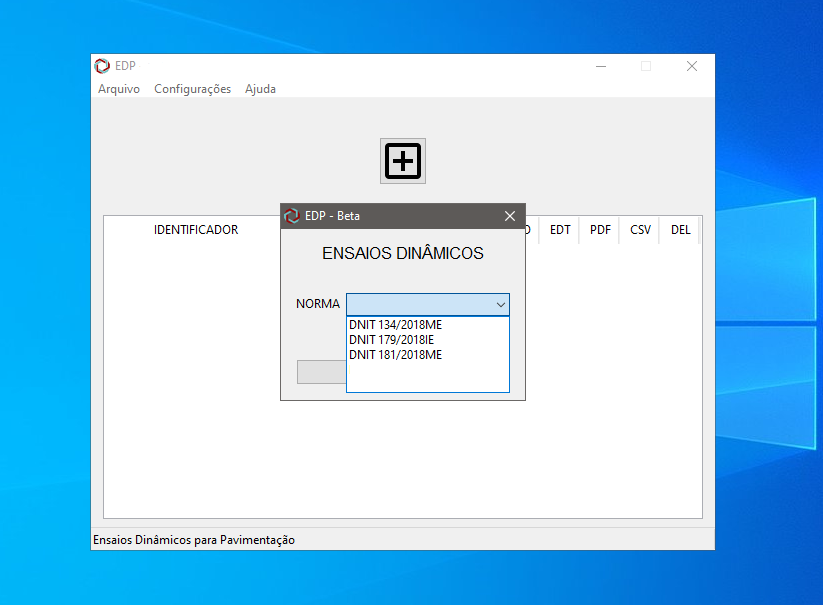 EDP
Arquivo Configurações Ajuda
EDP - Beta
IDENTIFICADOR
EDT PDF CSV DEL
ENSAIOS DINÂMICOS
NORMA
DNIT 134/2018ME
DNIT 179/2018IE
DNIT 181/2018ME
Ensaios Dinâmicos para Pavimentação